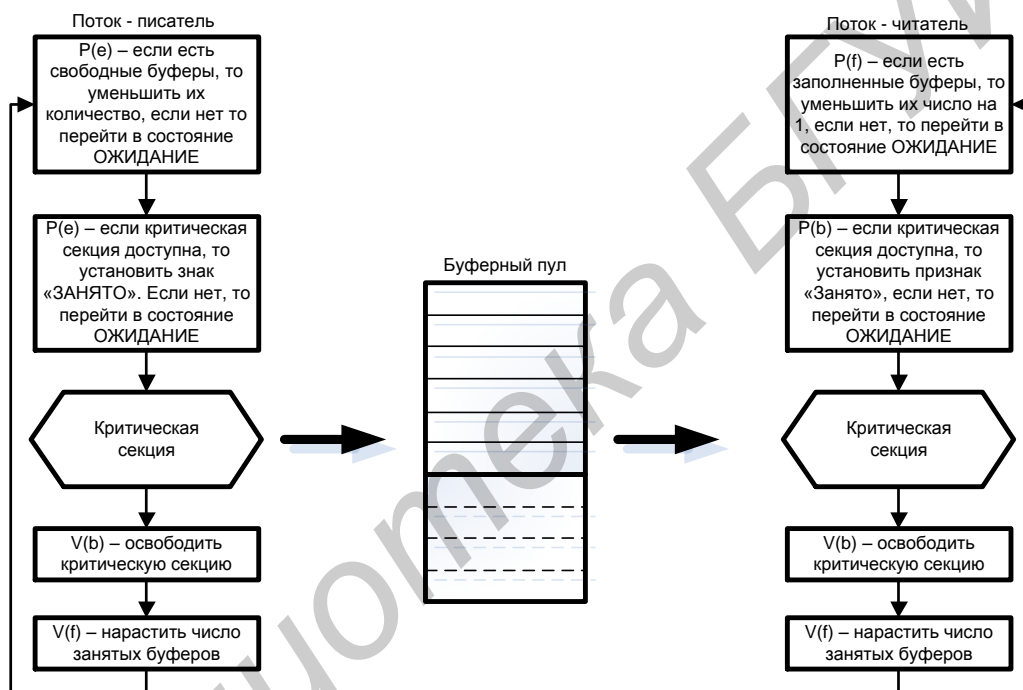 Поток - писатель
P(e) – если есть
свободные буферы, то
уменьшить их
количество, если нет то
перейти в состояние
ОЖИДАНИЕ
P(e) – если критическая
секция доступна, то
установить знак
«ЗАНЯТО». Если нет, то
перейти в состояние
ОЖИДАНИЕ
Критическая
секция
V(b) – освободить
критическую секцию
V(f) – нарастить число
занятых буферов
Буферный пул
Поток - читатель
P(f) – если есть
заполненные буферы, то
уменьшить их число на
1, если нет, то перейти в
состояние ОЖИДАНИЕ
P(b) – если критическая
секция доступна, то
установить признак
«Занято», если нет, то
перейти в состояние
ОЖИДАНИЕ
Критическая
секция
V(b) – освободить
критическую секцию
V(f) – нарастить число
занятых буферов